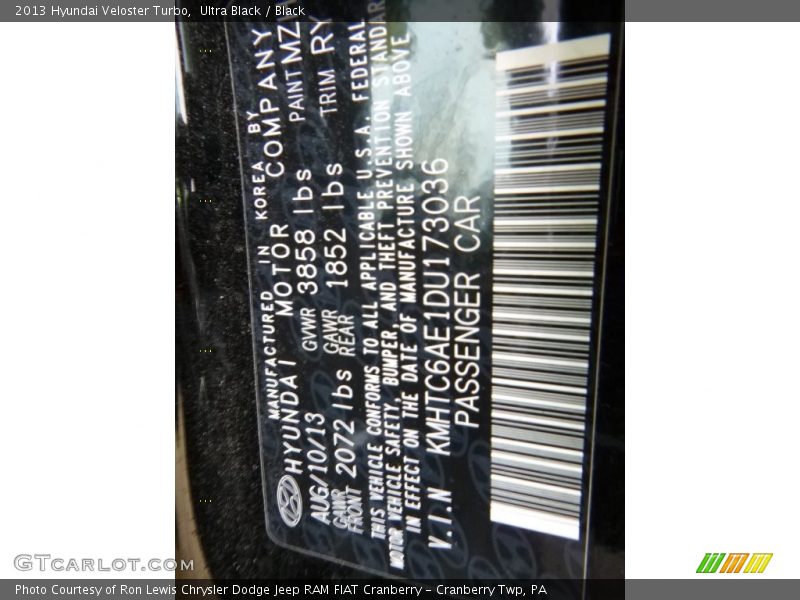 2013 Hyundai Veloster Turbo, Ultra Black / Black
MANUFACTURED IN KOREA BY
HYUNDAI MOTOR COMPANY
AUG/10/13 GVWR 3858 lbs PAINT
GAWR FRONT 2072 lbs GAWR REAR 1852 lbs TRIM RY
THIS VEHICLE CONFORMS TO ALL APPLICABLE U.S.A. FEDERAL
MOTOR VEHICLE SAFETY, BUMPER, AND THEFT PREVENTION
IN EFFECT ON THE DATE OF MANUFACTURE SHOWN ABOVE
V.I.N KMHTC6AE1DU173036
PASSENGER CAR
GTCarlot.com
Photo Courtesy of Ron Lewis Chrysler Dodge Jeep RAM FIAT Cranberry - Cranberry Twp, PA